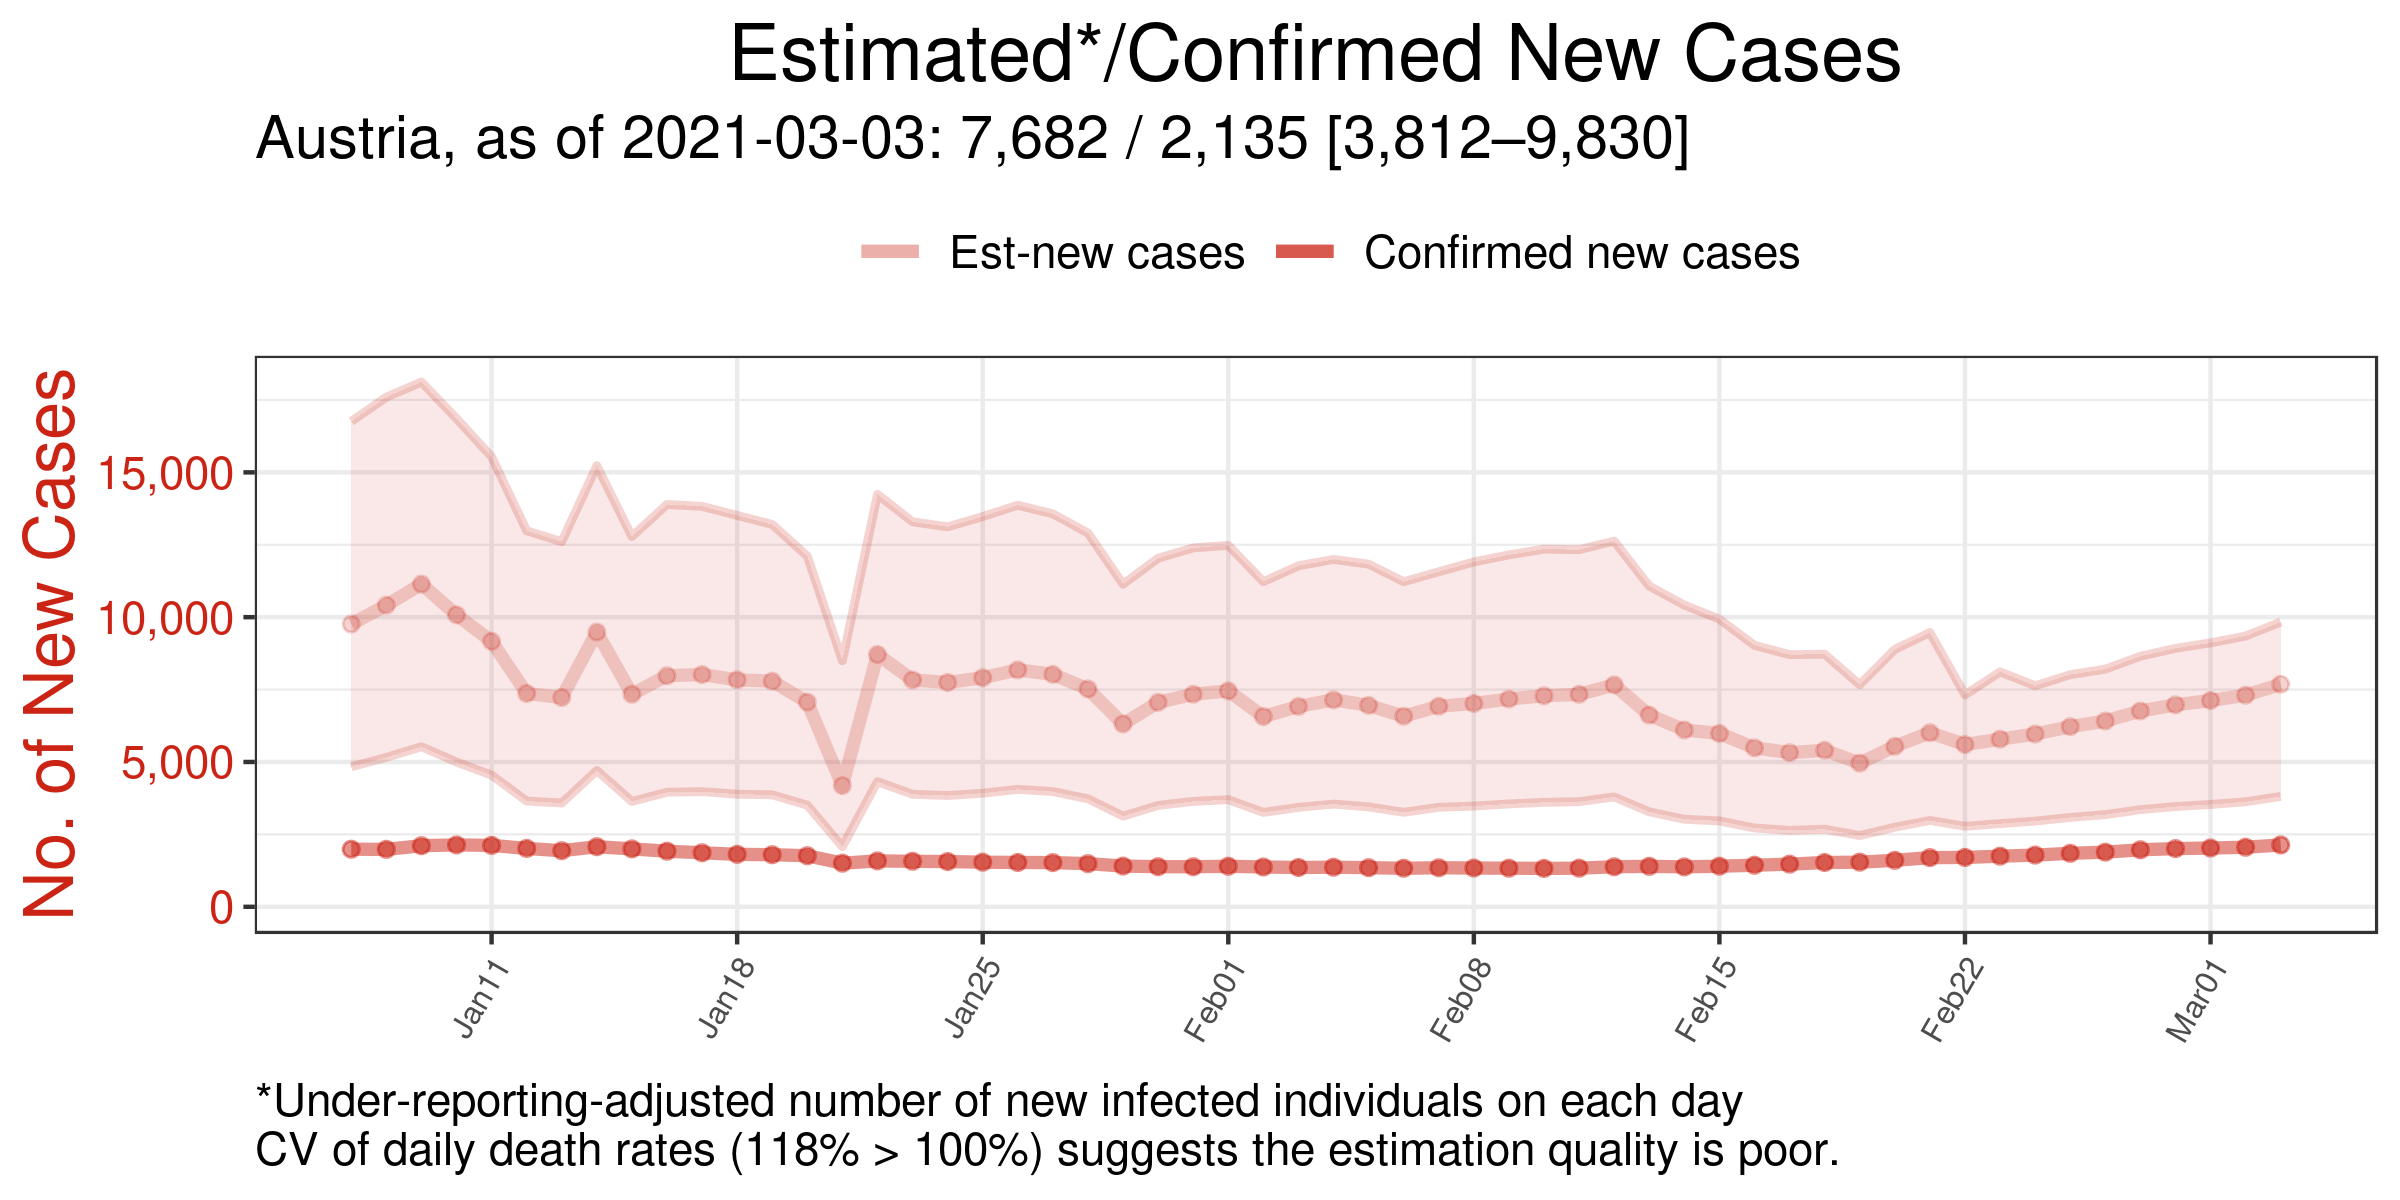 Estimated*/Confirmed New Cases
Austria, as of 2021-03-03: 7,682 / 2,135 [3,812–9,830]
Est-new cases
Confirmed new cases
No. of New Cases
15,000
10,000
5,000
0
Jan11
Jan18
Jan25
Feb01
Feb08
Feb15
Feb22
Mar01
*Under-reporting-adjusted number of new infected individuals on each day
CV of daily death rates (118% > 100%) suggests the estimation quality is poor.